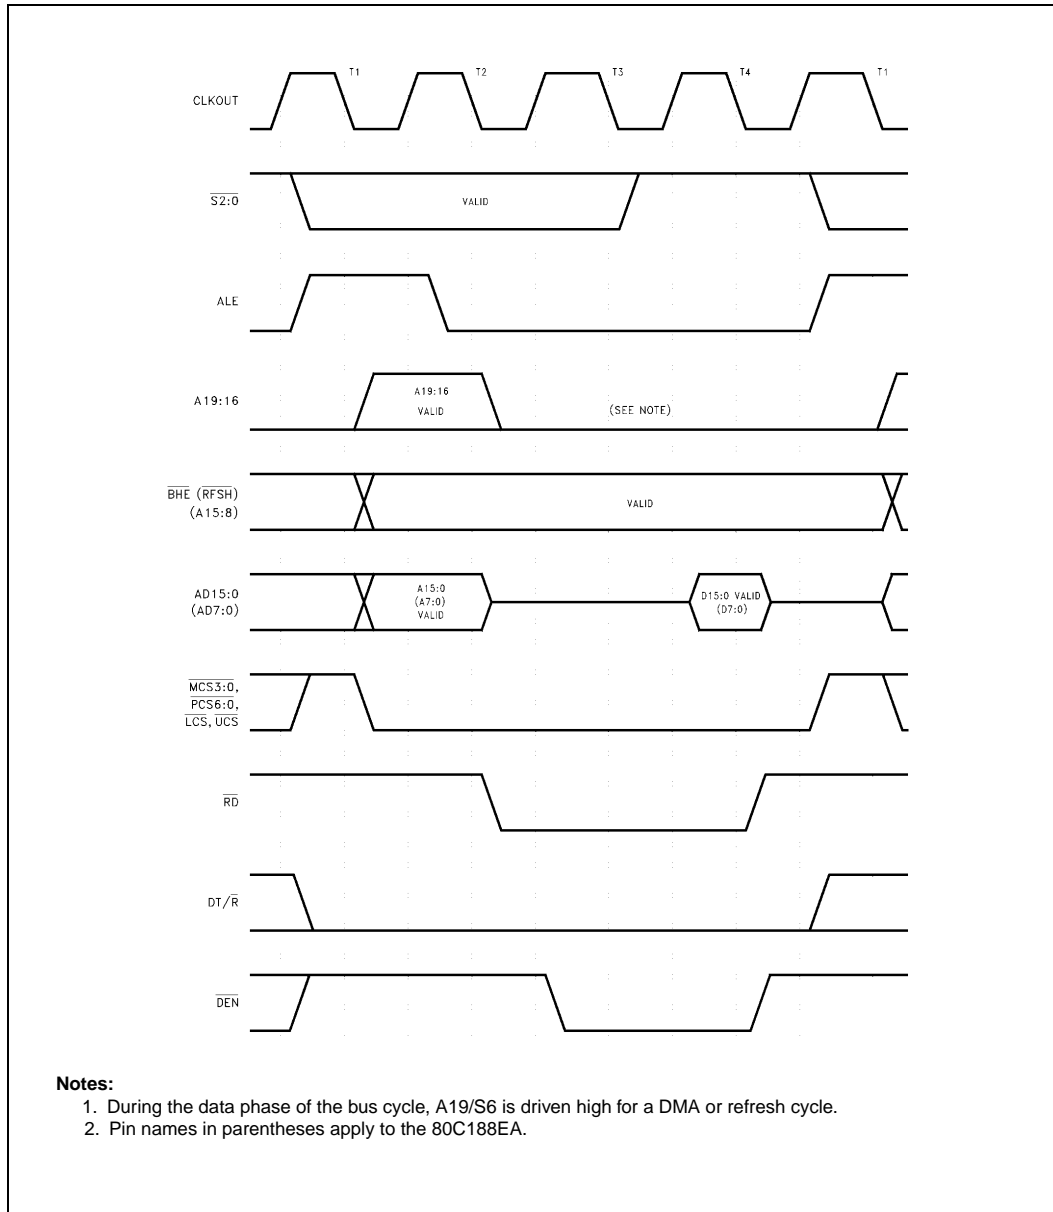 T1 T2 T3 T4 T1
CLKOUT
S2:0
VALID
ALE
A19:16
A19:16
VALID
(SEE NOTE)
BHE (RFSH)
(A15:8)
VALID
AD15:0
(AD7:0)
A15:0
(A7:0)
VALID
D15:0 VALID
(D7:0)
MCS3:0,
PCS6:0,
LCS, UCS
RD
DT/R
DEN
Notes:
1. During the data phase of the bus cycle, A19/S6 is driven high for a DMA or refresh cycle.
2. Pin names in parentheses apply to the 80C188EA.